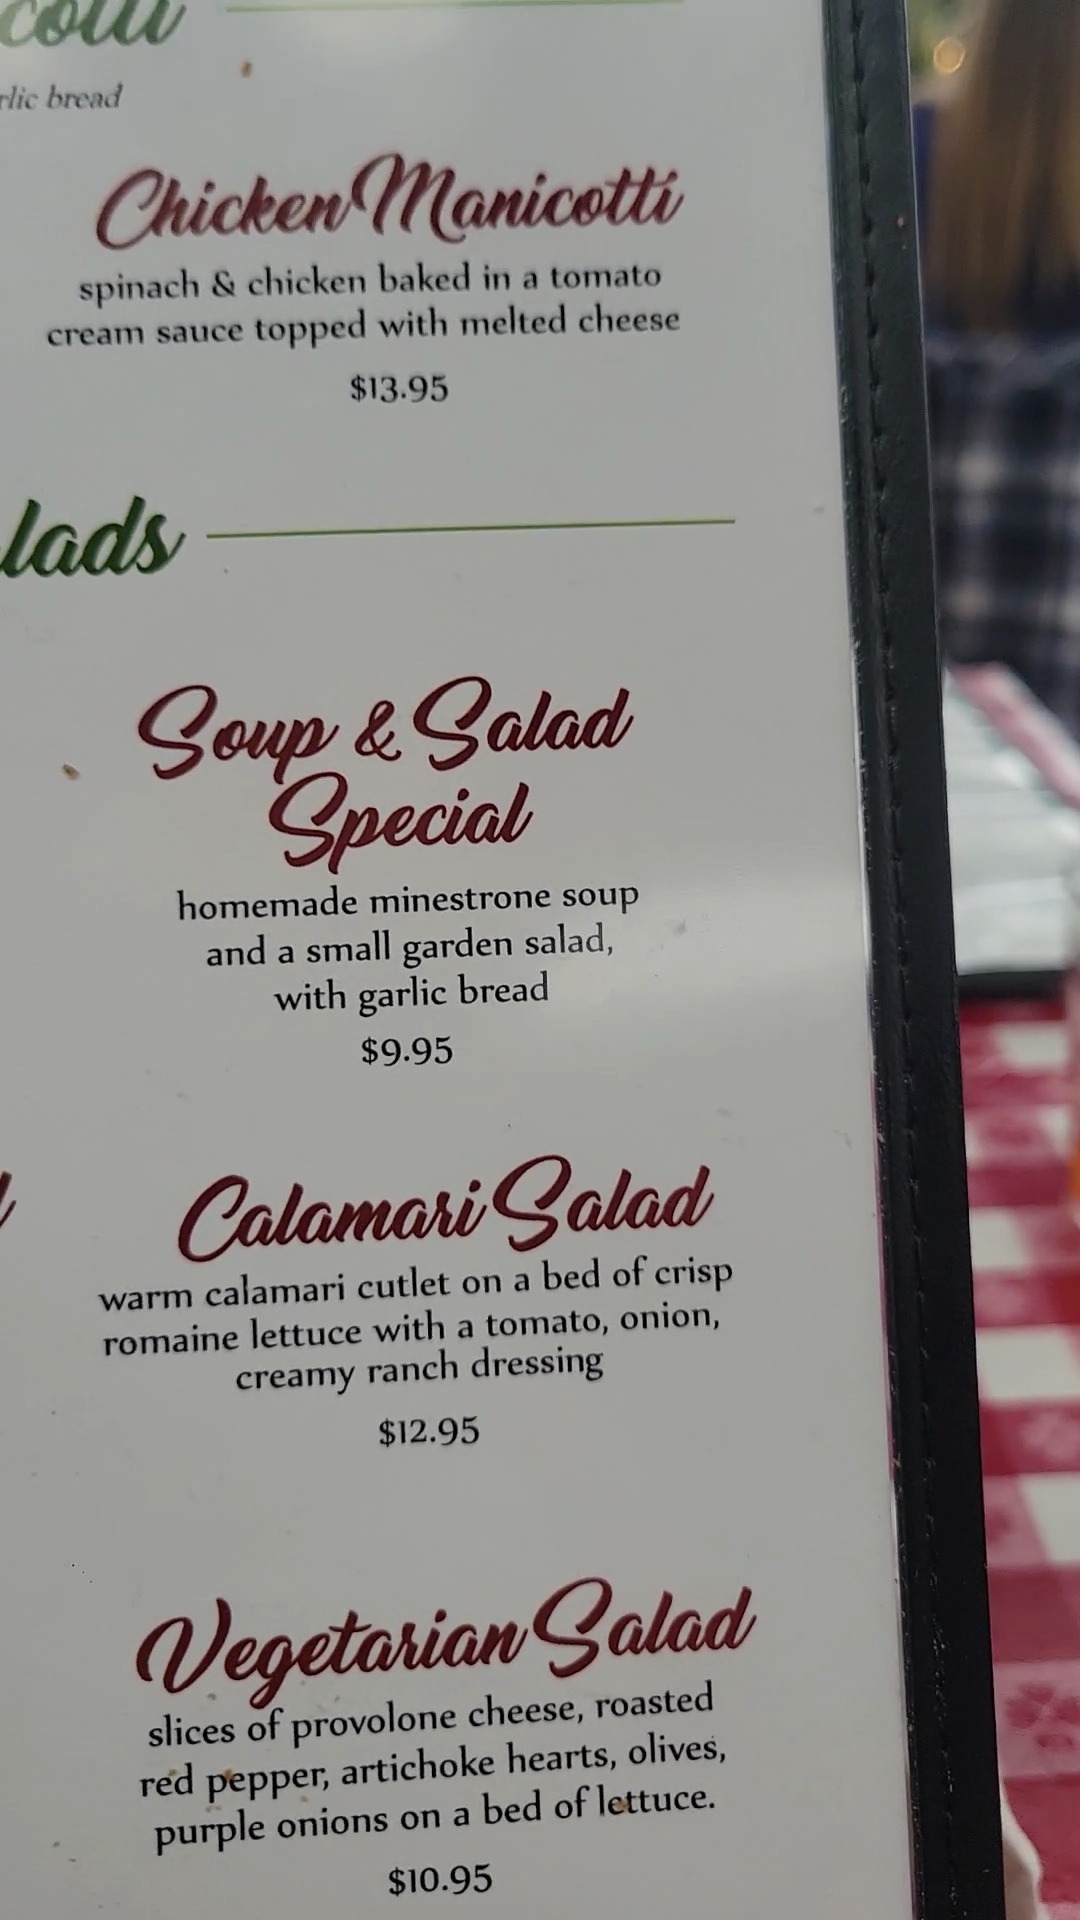 rlic bread
Chicken Manicotti
spinach & chicken baked in a tomato
cream sauce topped with melted cheese
$13.95
lads
Soup & Salad
Special
homemade minestrone soup
and a small garden salad,
with garlic bread
$9.95
Calamari Salad
warm calamari cutlet on a bed of crisp
romaine lettuce with a tomato, onion,
creamy ranch dressing
$12.95
Vegetarian Salad
slices of provolone cheese, roasted
red pepper, artichoke hearts, olives,
purple onions on a bed of lettuce.
$10.95